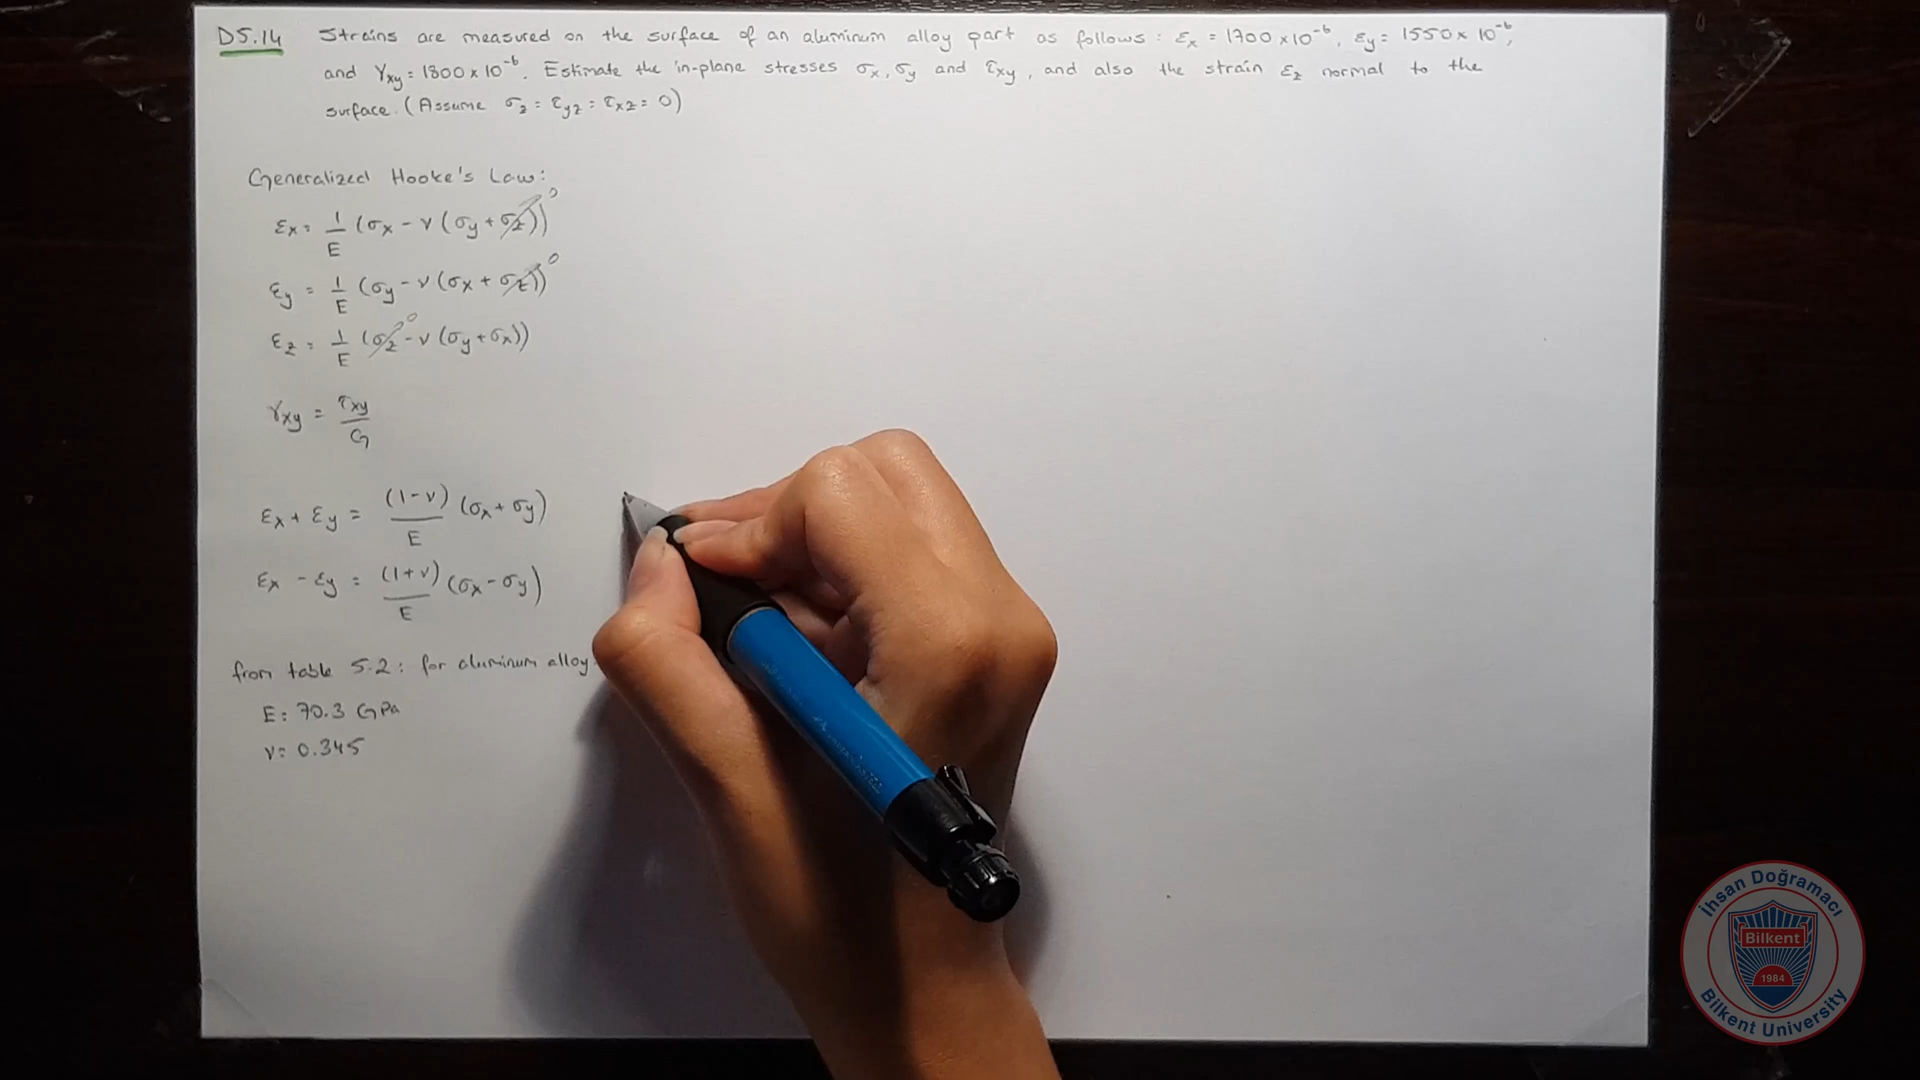 D5.14 Strains are measured on the surface of an aluminum alloy part as follows: εx = 1700 x 10⁻⁶, εy = 1550 x 10⁻⁶,
and γxy = 1800 x 10⁻⁶. Estimate the in-plane stresses σx, σy and τxy, and also the strain εz normal to the
surface. (Assume σz = τyz = τxz = 0)
Generalized Hooke's Law:
εx = 1/E (σx - ν (σy + σz)) 0
εy = 1/E (σy - ν (σx + σz)) 0
εz = 1/E (σz 0 - ν (σy + σx))
γxy = τxy/G
εx + εy = (1-ν)/E (σx + σy)
εx - εy = (1+ν)/E (σx - σy)
from table 5.2: for aluminum alloy
E: 70.3 GPa
ν: 0.345
İhsan Doğramacı
Bilkent
1984
Bilkent University